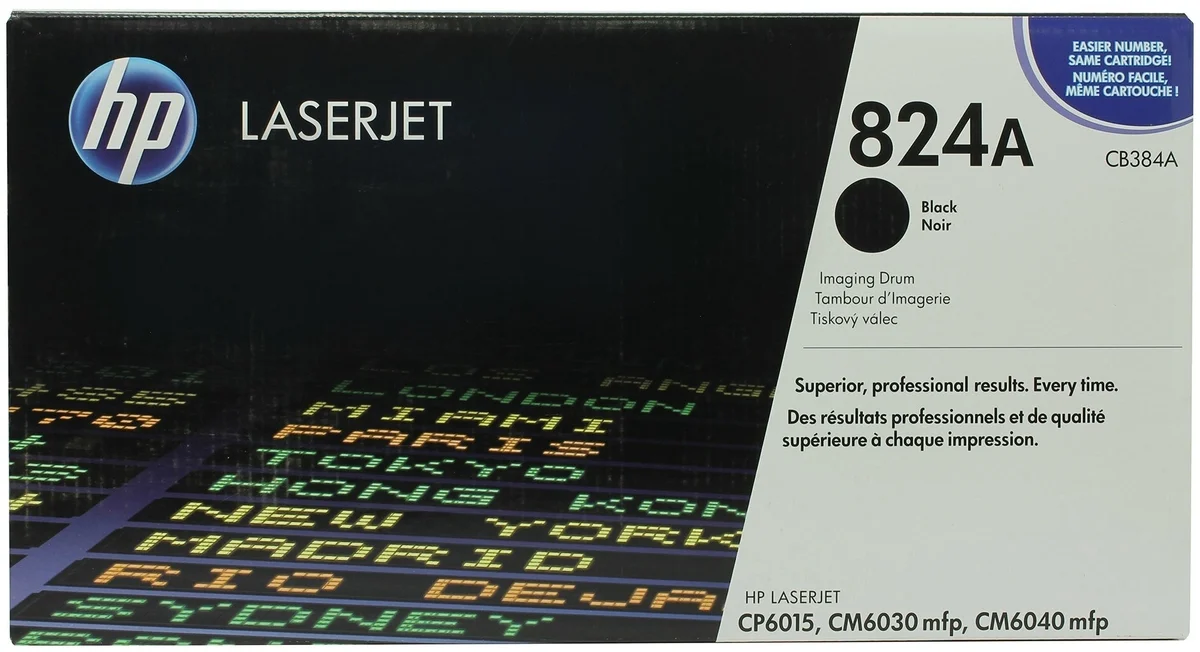 hp
LASERJET
EASIER NUMBER,
SAME CARTRIDGE!
NUMÉRO FACILE,
MÊME CARTOUCHE !
824A
CB384A
Black
Noir
Imaging Drum
Tambour d'Imagerie
Tiskový válec
Superior, professional results. Every time.
Des résultats professionnels et de qualité
supérieure à chaque impression.
HP LASERJET
CP6015, CM6030 mfp, CM6040 mfp
LONDON
MIAMI
PARIS
TOKYO
HONG KON
NEW YORK
MADRID
RIO DEJA
SYDNEY